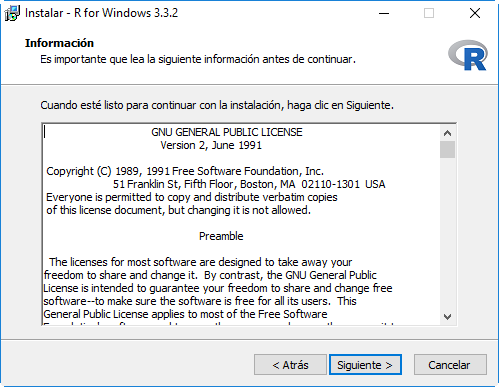 Instalar - R for Windows 3.3.2
Información
Es importante que lea la siguiente información antes de continuar.
R
Cuando esté listo para continuar con la instalación, haga clic en Siguiente.
GNU GENERAL PUBLIC LICENSE
Version 2, June 1991
Copyright (C) 1989, 1991 Free Software Foundation, Inc.
51 Franklin St, Fifth Floor, Boston, MA  02110-1301  USA
Everyone is permitted to copy and distribute verbatim copies
of this license document, but changing it is not allowed.
Preamble
The licenses for most software are designed to take away your
freedom to share and change it.  By contrast, the GNU General Public
License is intended to guarantee your freedom to share and change free
software--to make sure the software is free for all its users.  This
General Public License applies to most of the Free Software
< Atrás
Siguiente >
Cancelar